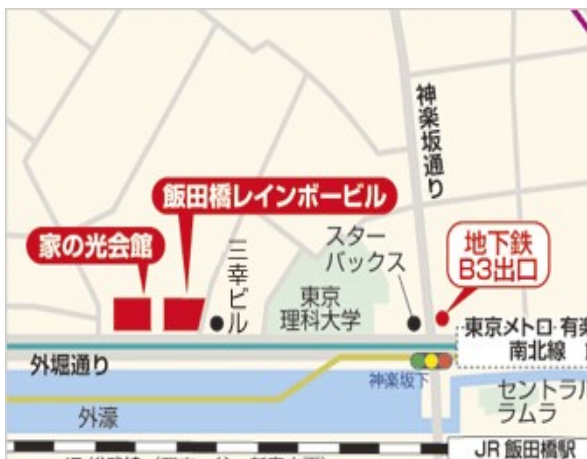 神楽坂通り
飯田橋レインボービル
家の光会館
三幸ビル
スター
バックス
地下鉄
B3出口
東京
理科大学
東京メトロ 有楽
南北線
外堀通り
神楽坂下
セントラル
ラムラ
外濠
JR 飯田橋駅